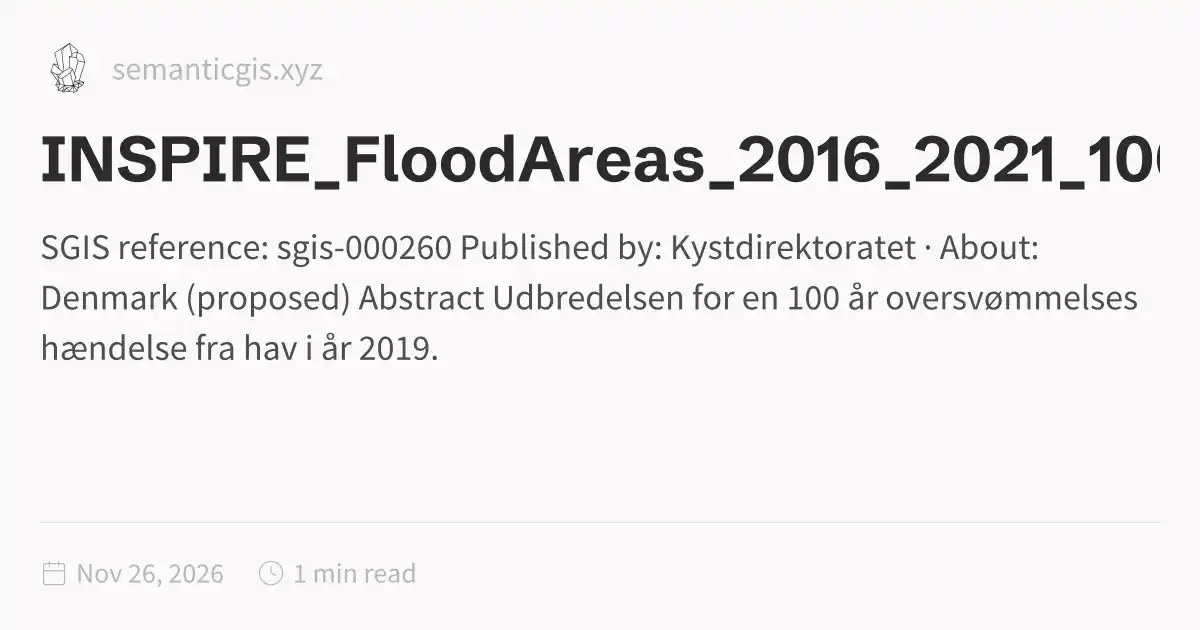 semanticgis.xyz
INSPIRE_FloodAreas_2016_2021_10
SGIS reference: sgis-000260 Published by: Kystdirektoratet · About:
Denmark (proposed) Abstract Udbredelsen for en 100 år oversvømmelses
hændelse fra hav i år 2019.
Nov 26, 2026 1 min read